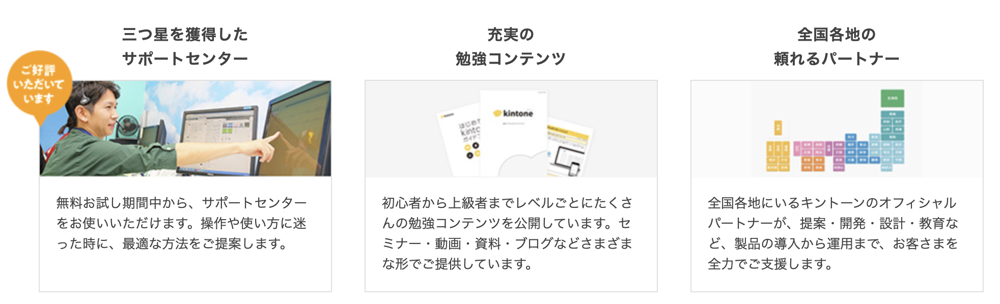 三つ星を獲得した
サポートセンター
ご好評
いただいて
います
無料お試し期間中から、サポートセンター
をお使いいただけます。操作や使い方に迷
った時に、最適な方法をご提案します。
充実の
勉強コンテンツ
kintone
はじめて
ガイド
初心者から上級者までレベルごとにたくさ
んの勉強コンテンツを公開しています。セ
ミナー・動画・資料・ブログなどさまざま
な形でご提供しています。
全国各地の
頼れるパートナー
北海道
全国各地にいるキントーンのオフィシャル
パートナーが、提案・開発・設計・教育な
ど、製品の導入から運用まで、お客さまを
全力でご支援します。